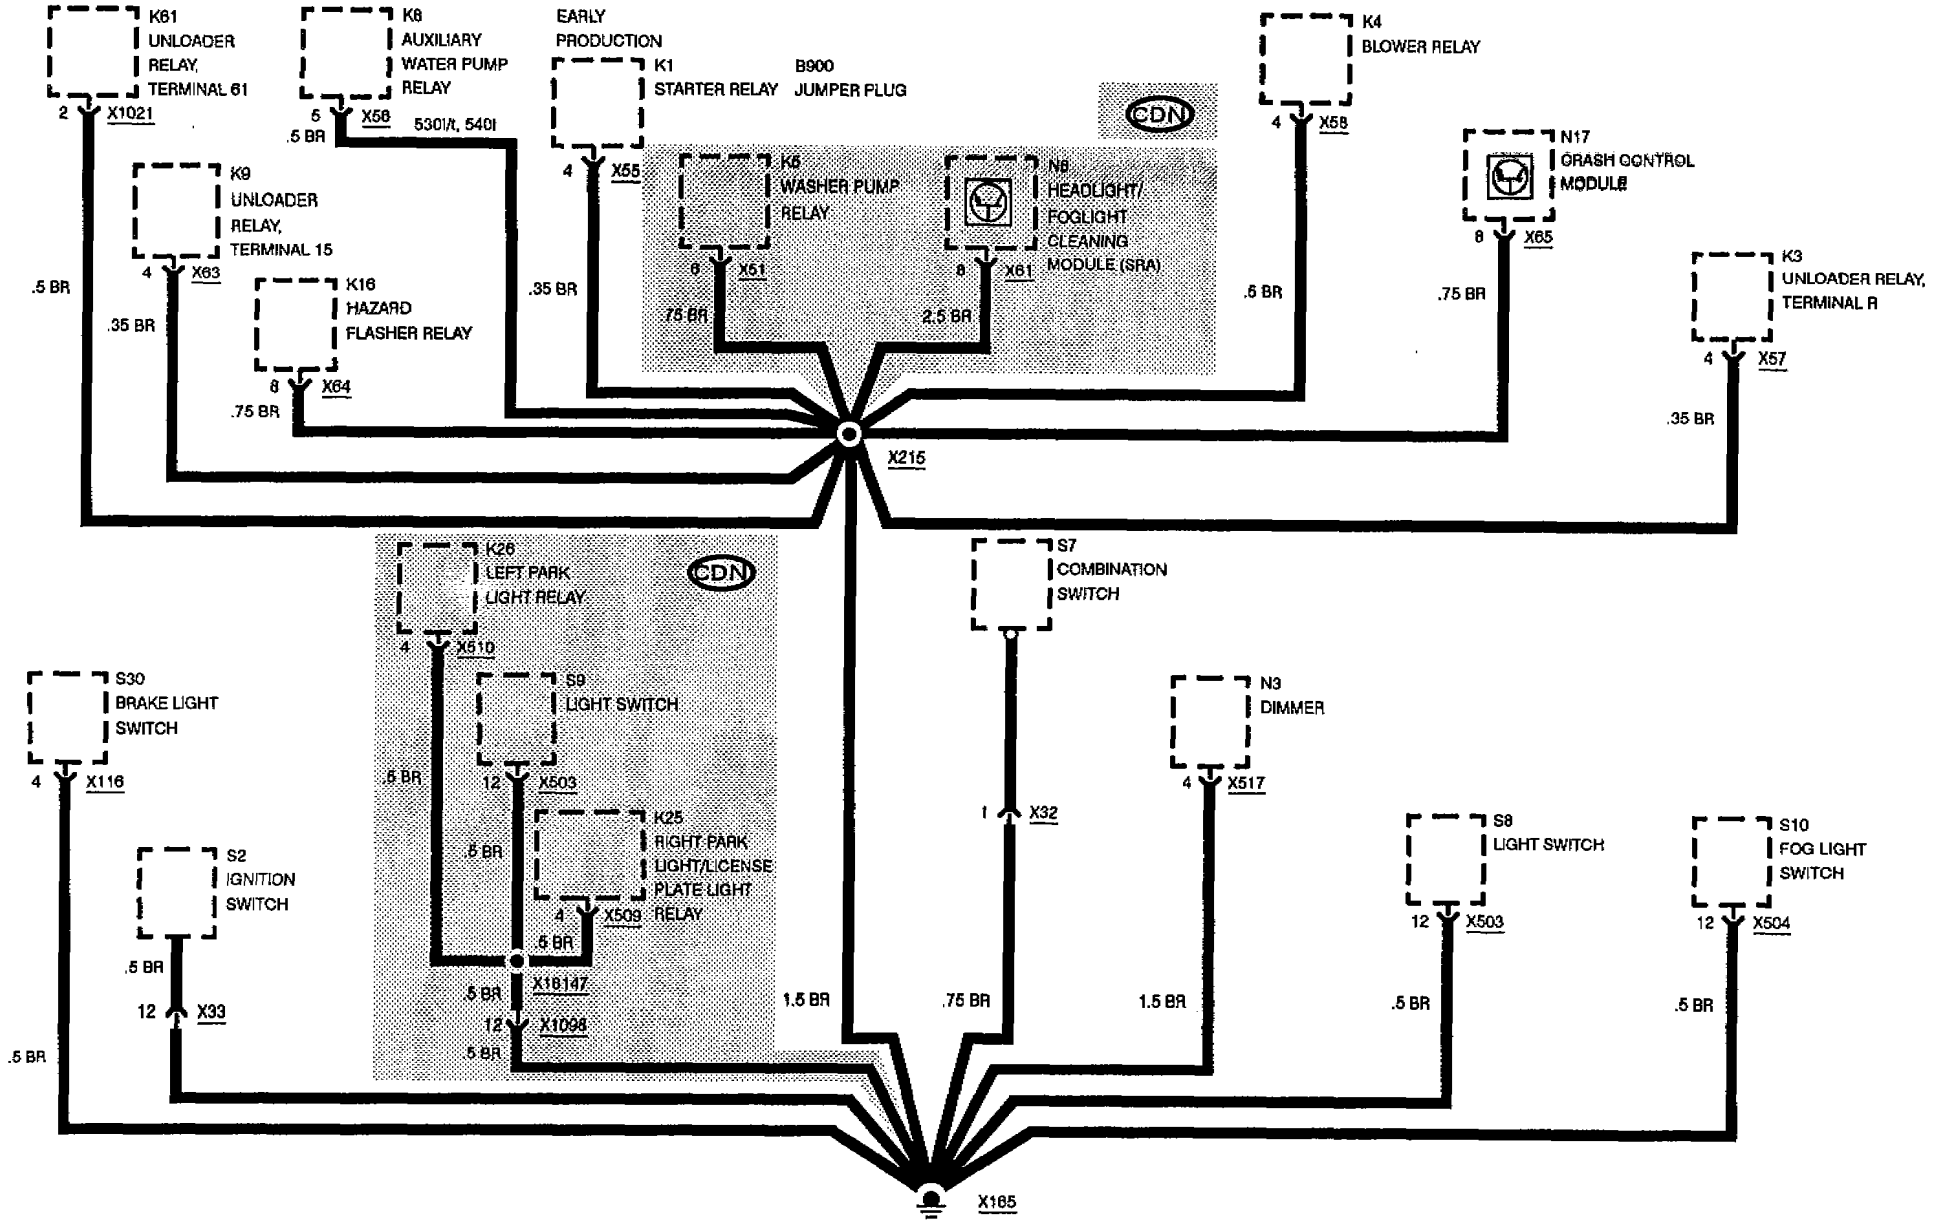 K61
UNLOADER
RELAY,
TERMINAL 61
2 X1021
.5 BR
K6
AUXILIARY
WATER PUMP
RELAY
5 X56
.5 BR
530I/t, 540I
EARLY
PRODUCTION
K1
STARTER RELAY
4 X55
.35 BR
B900
JUMPER PLUG
CDN
K4
BLOWER RELAY
4 X58
.5 BR
K9
UNLOADER
RELAY,
TERMINAL 15
4 X63
.35 BR
K16
HAZARD
FLASHER RELAY
8 X64
.75 BR
K5
WASHER PUMP
RELAY
6 X51
.75 BR
N6
HEADLIGHT/
FOGLIGHT
CLEANING
MODULE (SRA)
8 X61
2.5 BR
N17
CRASH CONTROL
MODULE
8 X65
.75 BR
K3
UNLOADER RELAY,
TERMINAL R
4 X57
.35 BR
X215
K26
LEFT PARK
LIGHT RELAY
4 X510
.5 BR
CDN
S9
LIGHT SWITCH
12 X503
.5 BR
K25
RIGHT PARK
LIGHT/LICENSE
PLATE LIGHT
RELAY
4 X509
.5 BR
X18147
.5 BR
12 X1098
.5 BR
S7
COMBINATION
SWITCH
1 X32
.75 BR
1.5 BR
N3
DIMMER
4 X517
1.5 BR
S30
BRAKE LIGHT
SWITCH
4 X116
.5 BR
S2
IGNITION
SWITCH
.5 BR
12 X33
S8
LIGHT SWITCH
12 X503
.5 BR
S10
FOG LIGHT
SWITCH
12 X504
.5 BR
X165